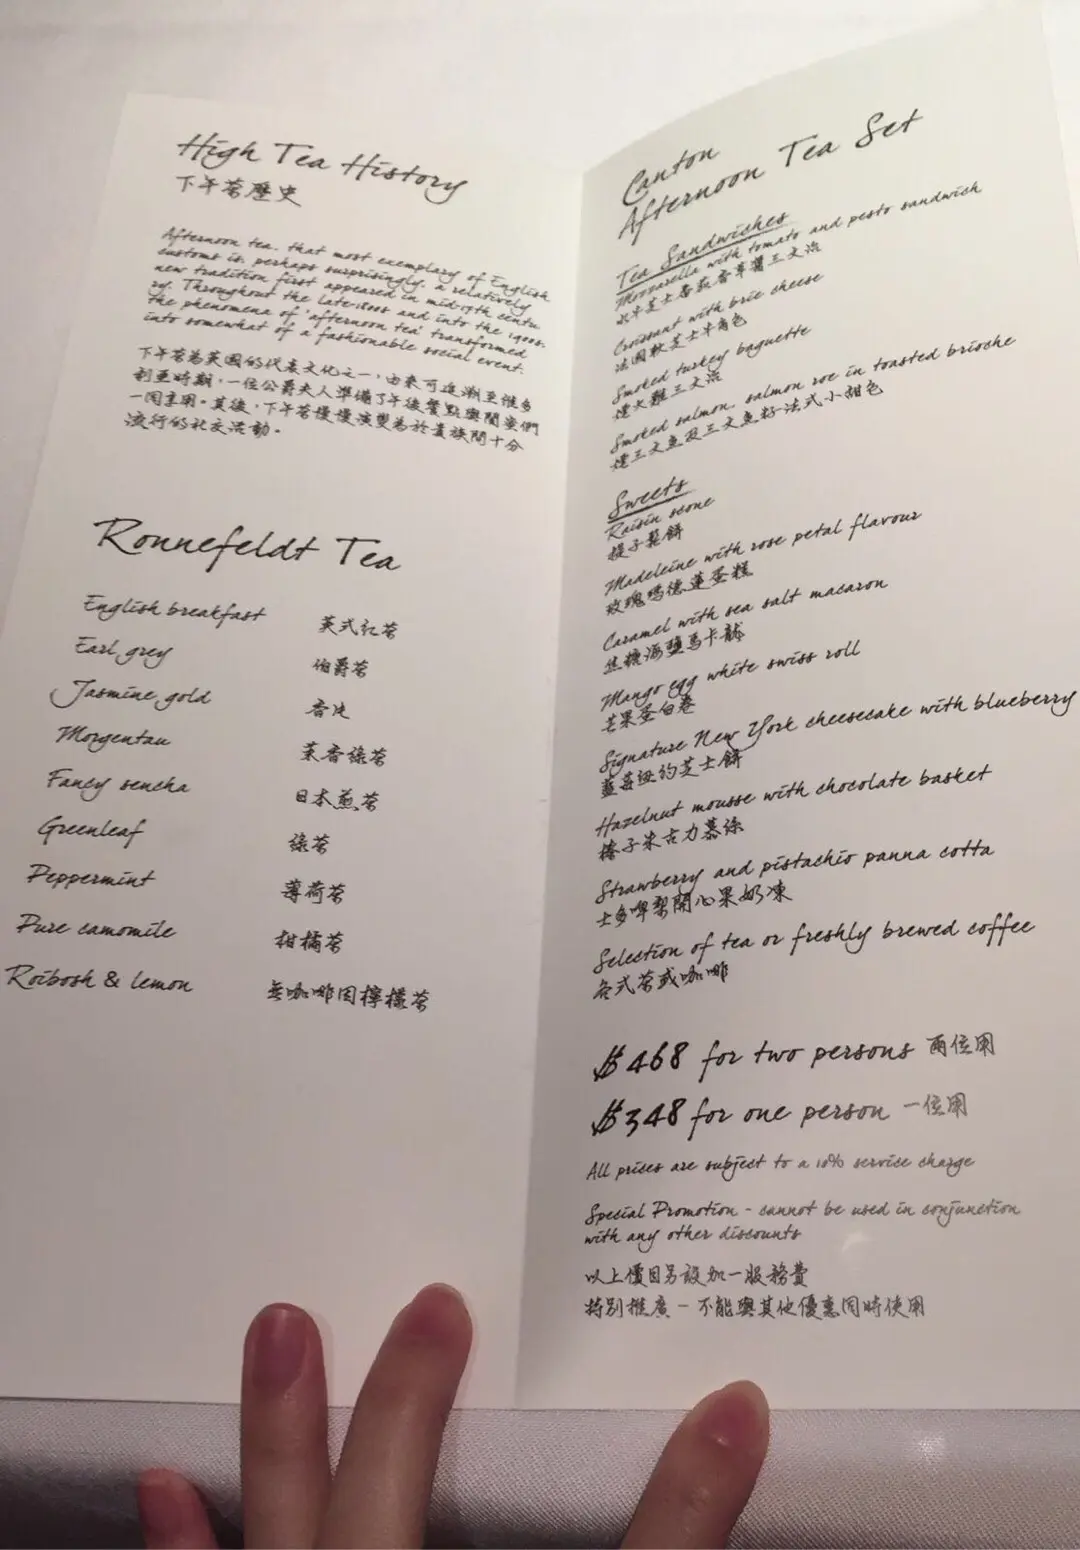 High Tea History
下午茶歷史
Afternoon tea, that most exemplary of English
customs is, perhaps surprisingly, a relatively
new tradition first appeared in mid-19th centu
ry. Throughout the late-1800s and into the 1900s,
the phenomena of 'afternoon tea' transformed
into somewhat of a fashionable social event.
下午茶為英國的代表文化之一，由來可追溯至維多
利亞時期，一位公爵夫人準備了午後餐點與閨蜜們
一同享用。其後，下午茶慢慢演變為於貴族間十分
流行的社交活動。
Ronnefeldt Tea
English breakfast 英式紅茶
Earl grey 伯爵茶
Jasmine gold 香片
Morgentau 茉香綠茶
Fancy sencha 日本煎茶
Greenleaf 綠茶
Peppermint 薄荷茶
Pure camomile 柑橘茶
Roibosh & lemon 無咖啡因檸檬茶
Canton
Afternoon Tea Set
Tea Sandwiches
Mozzarella with tomato and pesto sandwich
水牛芝士番茄香草醬三文治
Croissant with brie cheese
法國軟芝士牛角包
Smoked turkey baguette
煙火雞三文治
Smoked salmon, salmon roe in toasted brioche
煙三文魚及三文魚籽法式小甜包
Sweets
Raisin scone
提子鬆餅
Madeleine with rose petal flavour
玫瑰瑪德蓮蛋糕
Caramel with sea salt macaron
焦糖海鹽馬卡龍
Mango egg white swiss roll
芒果蛋白卷
Signature New York cheesecake with blueberry
藍莓紐約芝士餅
Hazelnut mousse with chocolate basket
榛子朱古力慕絲
Strawberry and pistachio panna cotta
士多啤梨開心果奶凍
Selection of tea or freshly brewed coffee
各式茶或咖啡
$468 for two persons 兩位用
$348 for one person 一位用
All prices are subject to a 10% service charge
Special Promotion - cannot be used in conjunction
with any other discounts
以上價目另設加一服務費
特別推廣 - 不能與其他優惠同時使用